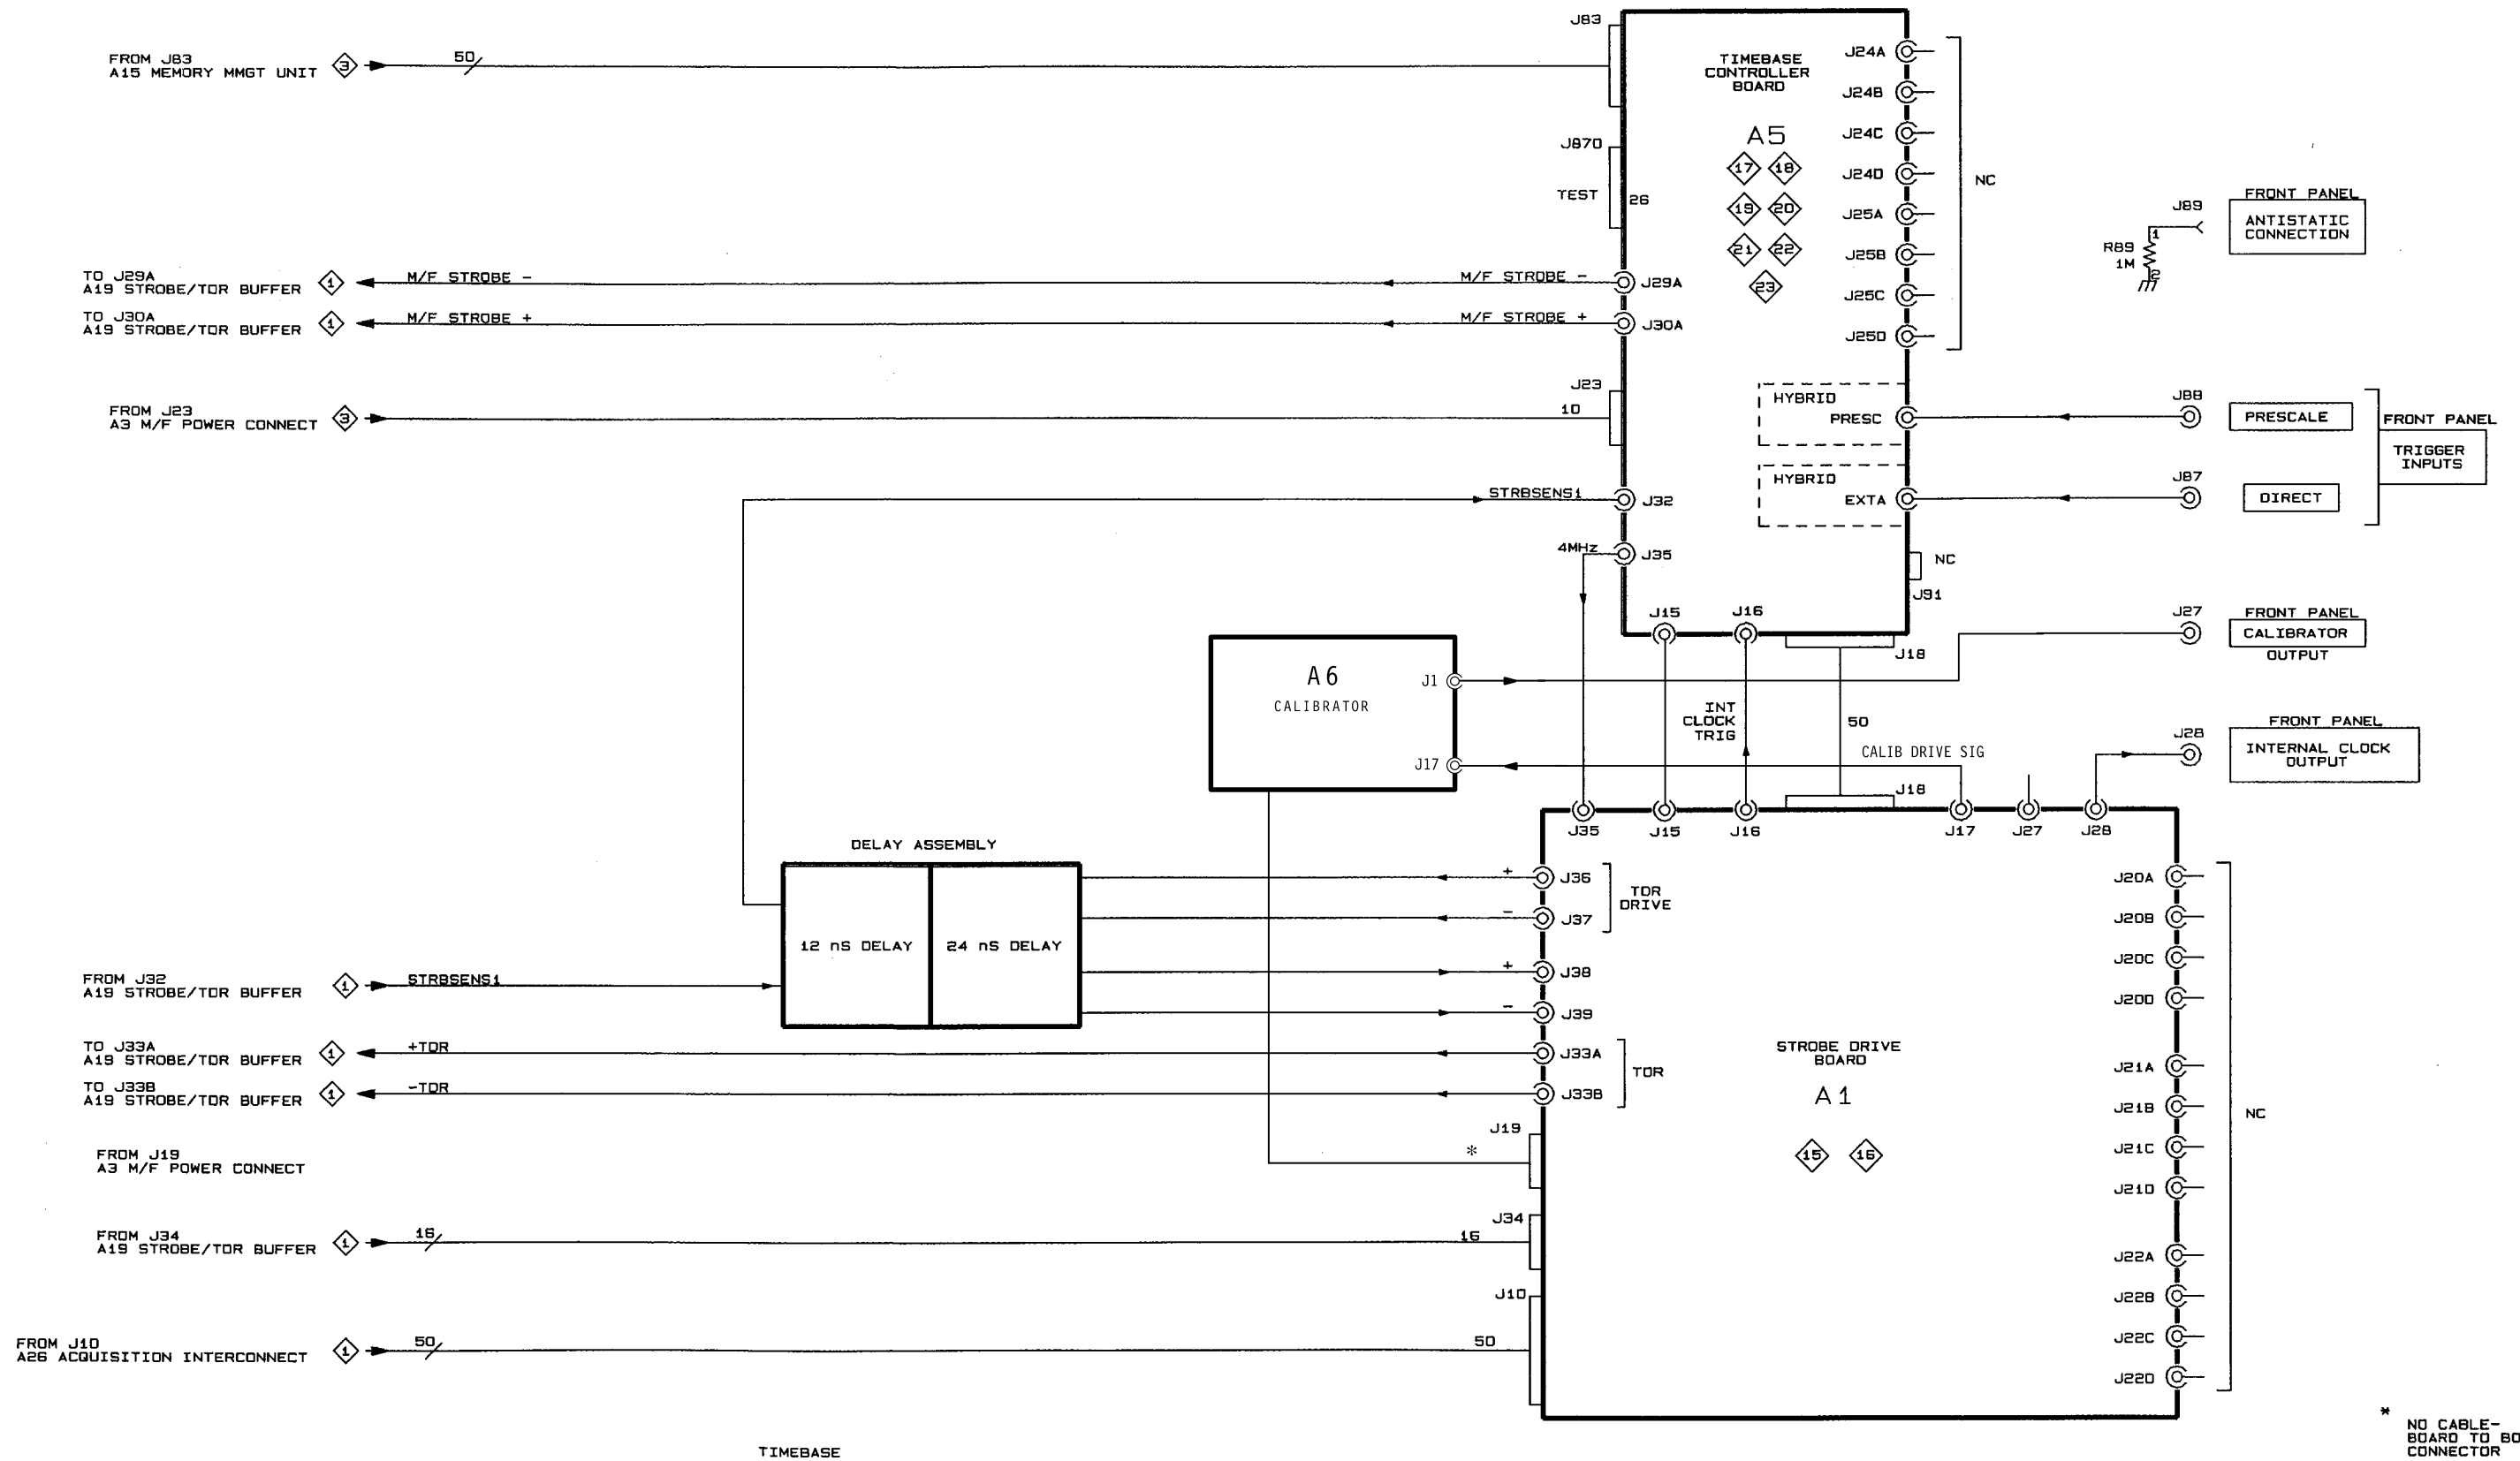 FROM J83
A15 MEMORY MMGT UNIT
3
50
J83
TIMEBASE
CONTROLLER
BOARD
A5
17 18
19 20
21 22
23
J870
TEST
26
J24A
J24B
J24C
J24D
J25A
J25B
J25C
J25D
NC
J89
R89
1M
1
2
FRONT PANEL
ANTISTATIC
CONNECTION
TO J29A
A19 STROBE/TDR BUFFER
1
M/F STROBE -
M/F STROBE -
J29A
TO J30A
A19 STROBE/TDR BUFFER
1
M/F STROBE +
M/F STROBE +
J30A
FROM J23
A3 M/F POWER CONNECT
3
J23
10
HYBRID
PRESC
J88
PRESCALE
FRONT PANEL
TRIGGER
INPUTS
HYBRID
EXTA
J87
DIRECT
STRBSENS1
J32
4MHz
J35
NC
J91
J15
J16
J18
J27
FRONT PANEL
CALIBRATOR
OUTPUT
A6
CALIBRATOR
J1
J17
INT
CLOCK
TRIG
50
CALIB DRIVE SIG
J28
FRONT PANEL
INTERNAL CLOCK
OUTPUT
J18
J35
J15
J16
J17
J27
J28
DELAY ASSEMBLY
12 nS DELAY
24 nS DELAY
+
J36
-
J37
TDR
DRIVE
+
J38
-
J39
FROM J32
A19 STROBE/TDR BUFFER
1
STRBSENS1
TO J33A
A19 STROBE/TDR BUFFER
1
+TDR
J33A
TO J33B
A19 STROBE/TDR BUFFER
1
-TDR
J33B
TDR
STROBE DRIVE
BOARD
A1
15 16
J20A
J20B
J20C
J20D
J21A
J21B
J21C
J21D
J22A
J22B
J22C
J22D
NC
FROM J19
A3 M/F POWER CONNECT
J19
*
FROM J34
A19 STROBE/TDR BUFFER
1
16
J34
16
FROM J10
A26 ACQUISITION INTERCONNECT
1
50
J10
50
TIMEBASE
*
NO CABLE-
BOARD TO BO
CONNECTOR